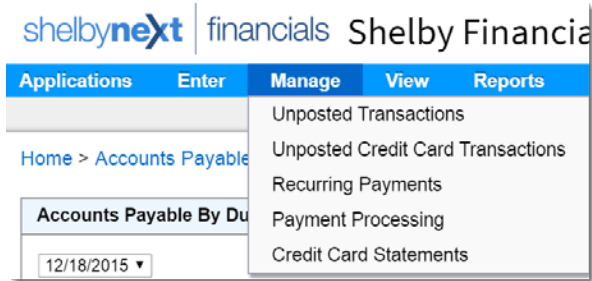 shelbynext | financials Shelby Financia
Applications Enter Manage View Reports
Unposted Transactions
Home > Accounts Payable Unposted Credit Card Transactions
Recurring Payments
Accounts Payable By Du Payment Processing
12/18/2015 ▼ Credit Card Statements